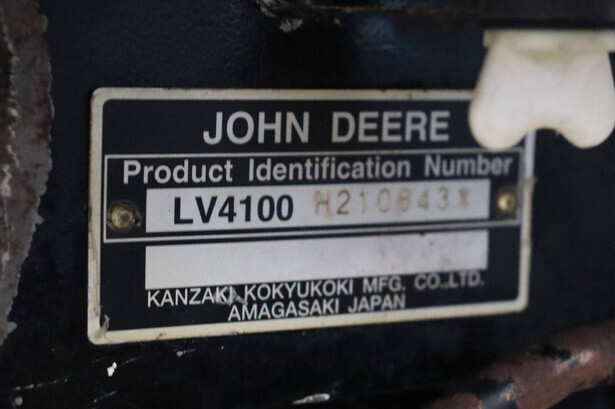 JOHN DEERE
Product Identification Number
LV4100 H210843*
KANZAKI KOKYUKOKI MFG. CO.,LTD.
AMAGASAKI JAPAN